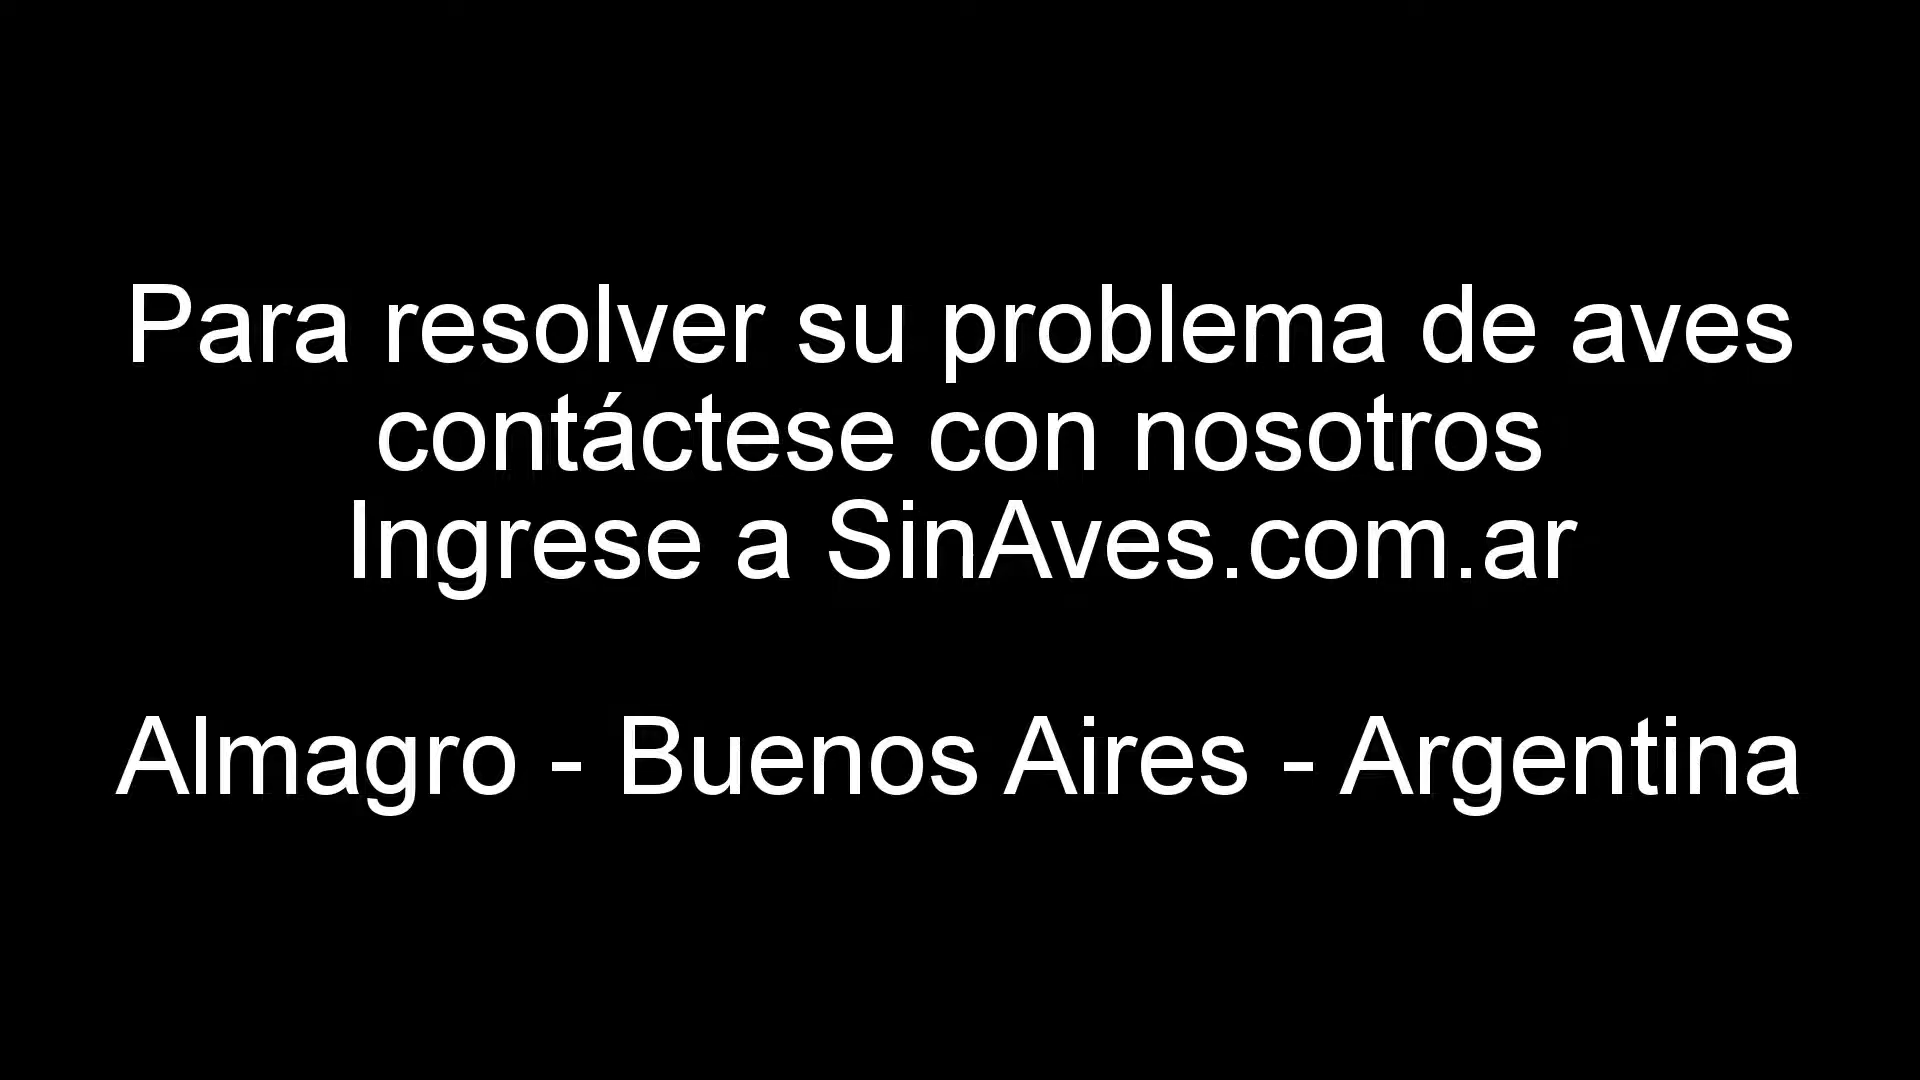 Para resolver su problema de aves
contáctese con nosotros
Ingrese a SinAves.com.ar
Almagro - Buenos Aires - Argentina